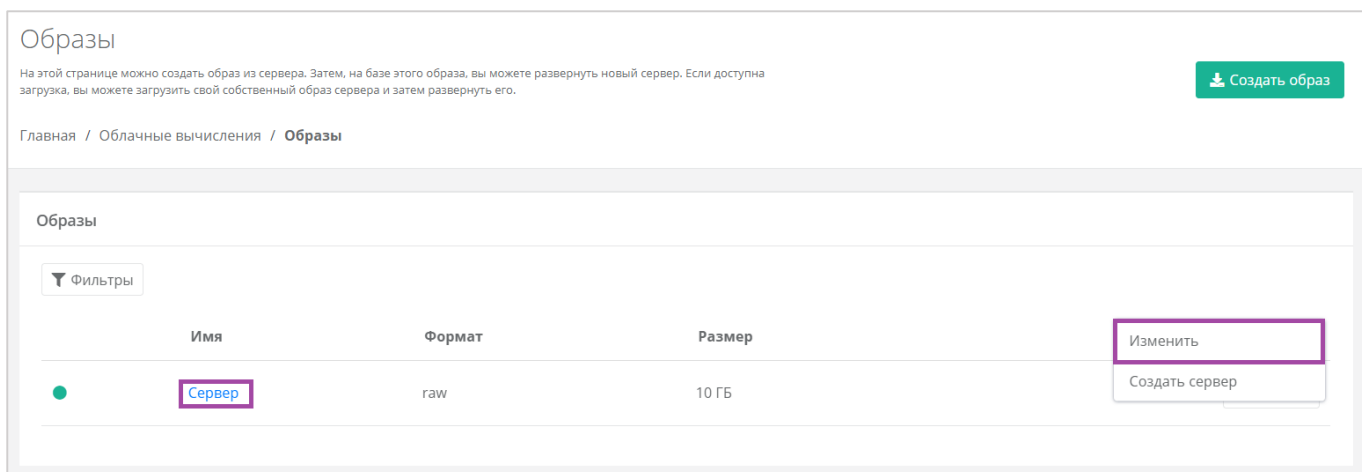 Образы
На этой странице можно создать образ из сервера. Затем, на базе этого образа, вы можете развернуть новый сервер. Если доступна
загрузка, вы можете загрузить свой собственный образ сервера и затем развернуть его.
Создать образ
Главная / Облачные вычисления / Образы
Образы
Фильтры
Имя Формат Размер
Изменить
Сервер raw 10 ГБ
Создать сервер